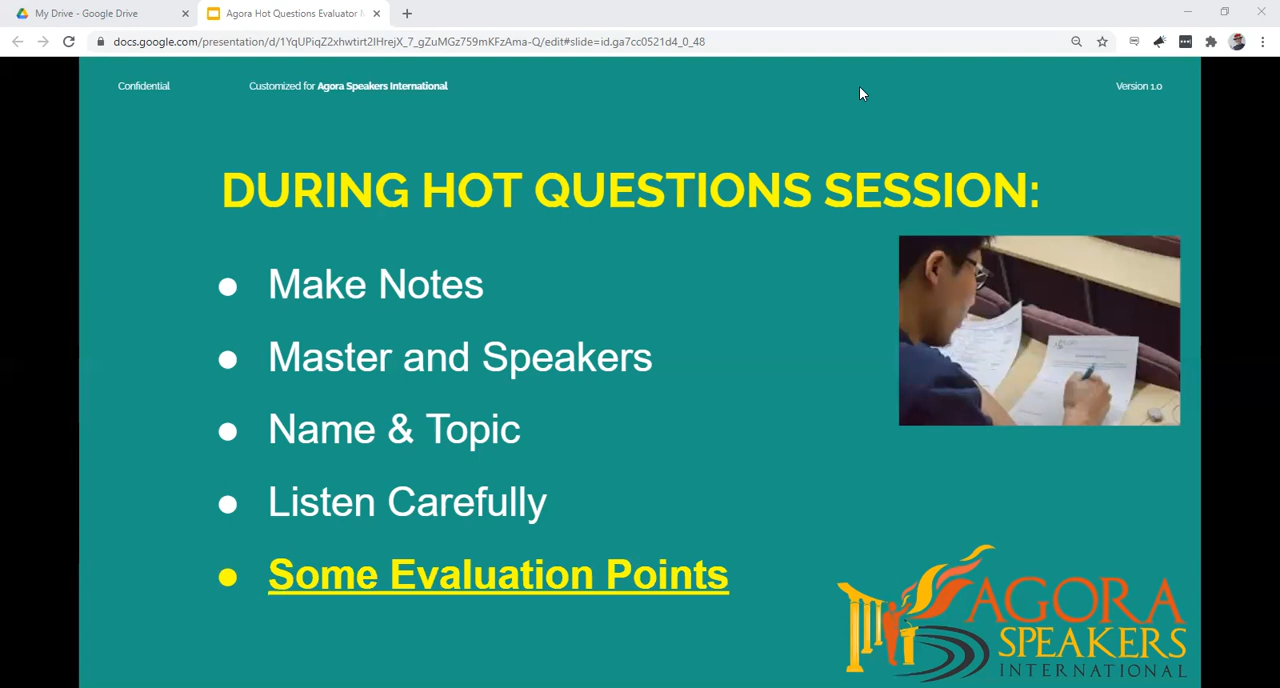 My Drive - Google Drive
Agora Hot Questions Evaluator
docs.google.com/presentation/d/1YqUPiqZ2xhwtirt2IHrejX_7_gZuMGz759mKFzAma-Q/edit#slide=id.ga7cc0521d4_0_48
Confidential
Customized for Agora Speakers International
Version 1.0
DURING HOT QUESTIONS SESSION:
● Make Notes
● Master and Speakers
● Name & Topic
● Listen Carefully
● Some Evaluation Points
AGORA
SPEAKERS
INTERNATIONAL